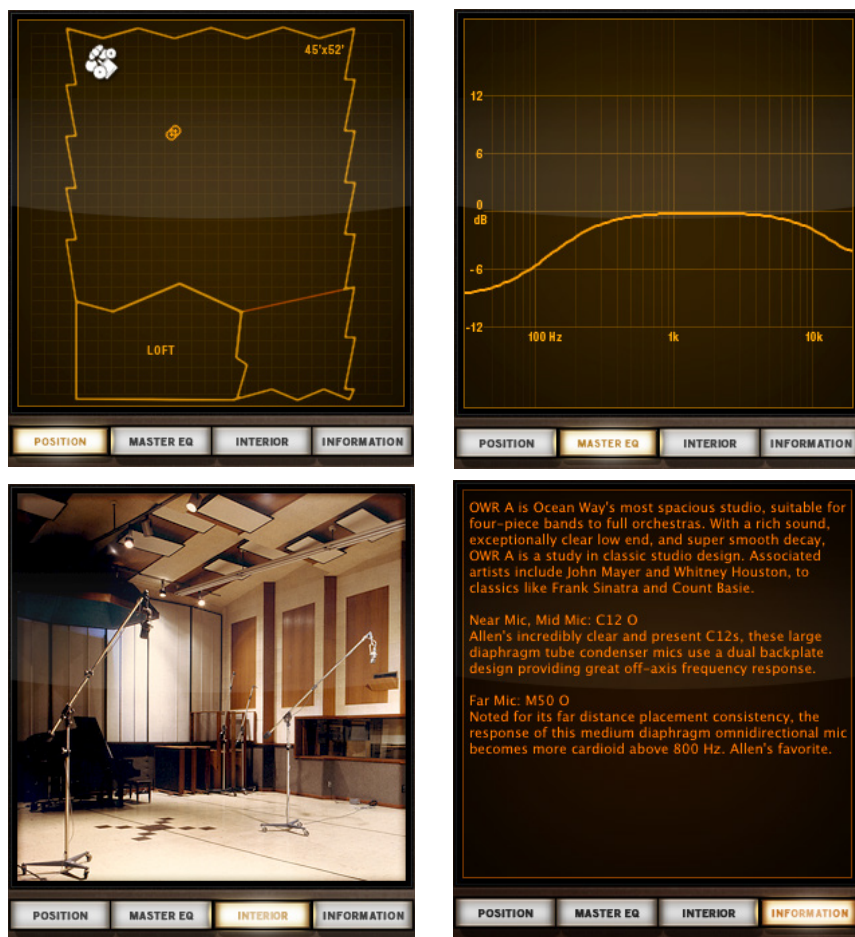 45'x52'
LOFT
POSITION
MASTER EQ
INTERIOR
INFORMATION
12
6
0
dB
-6
-12
100 Hz
1k
10k
POSITION
MASTER EQ
INTERIOR
INFORMATION
POSITION
MASTER EQ
INTERIOR
INFORMATION
OWR A is Ocean Way's most spacious studio, suitable for
four-piece bands to full orchestras. With a rich sound,
exceptionally clear low end, and super smooth decay,
OWR A is a study in classic studio design. Associated
artists include John Mayer and Whitney Houston, to
classics like Frank Sinatra and Count Basie.
Near Mic, Mid Mic: C12 O
Allen's incredibly clear and present C12s, these large
diaphragm tube condenser mics use a dual backplate
design providing great off-axis frequency response.
Far Mic: M50 O
Noted for its far distance placement consistency, the
response of this medium diaphragm omnidirectional mic
becomes more cardioid above 800 Hz. Allen's favorite.
POSITION
MASTER EQ
INTERIOR
INFORMATION